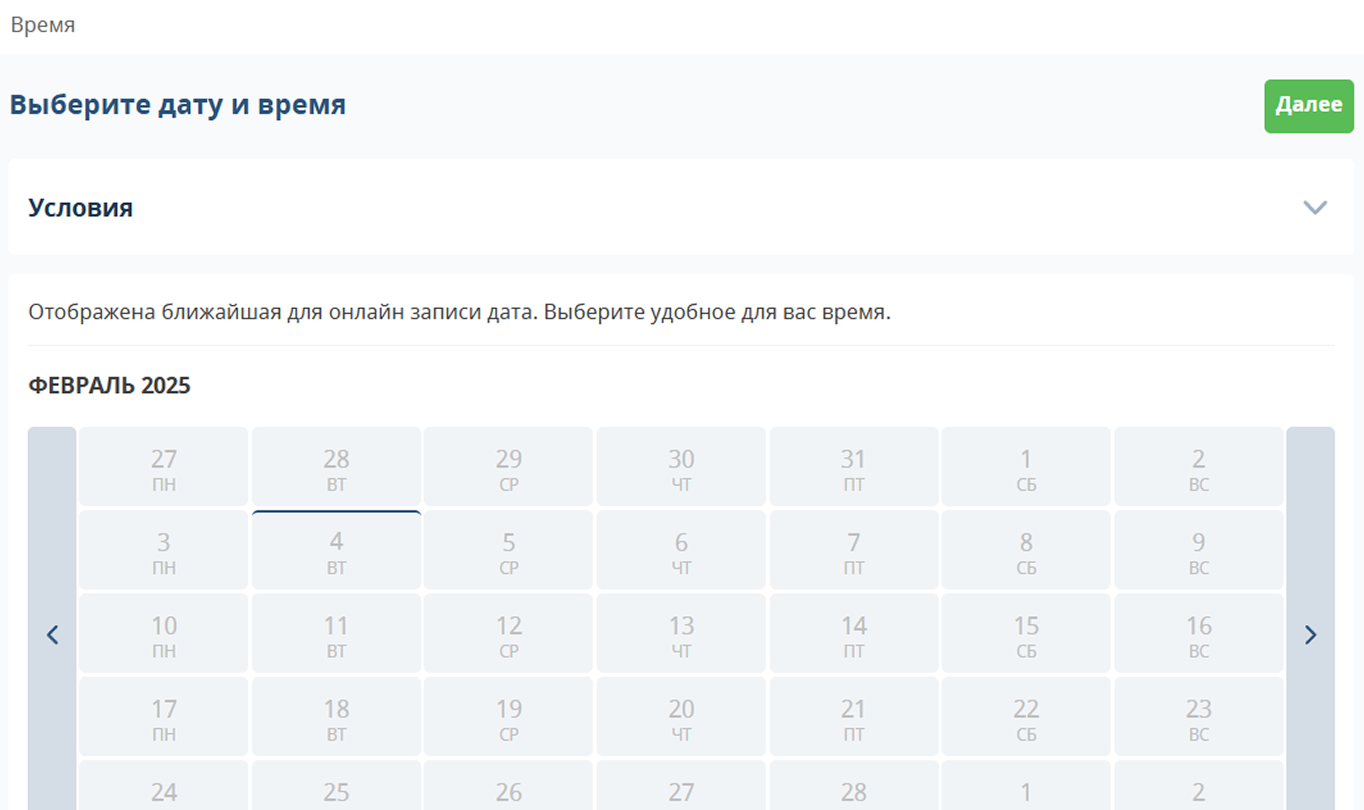 Время
Выберите дату и время
Далее
Условия
Отображена ближайшая для онлайн записи дата. Выберите удобное для вас время.
ФЕВРАЛЬ 2025
27 28 29 30 31 1 2
ПН ВТ СР ЧТ ПТ СБ ВС
3 4 5 6 7 8 9
ПН ВТ СР ЧТ ПТ СБ ВС
10 11 12 13 14 15 16
ПН ВТ СР ЧТ ПТ СБ ВС
17 18 19 20 21 22 23
ПН ВТ СР ЧТ ПТ СБ ВС
24 25 26 27 28 1 2